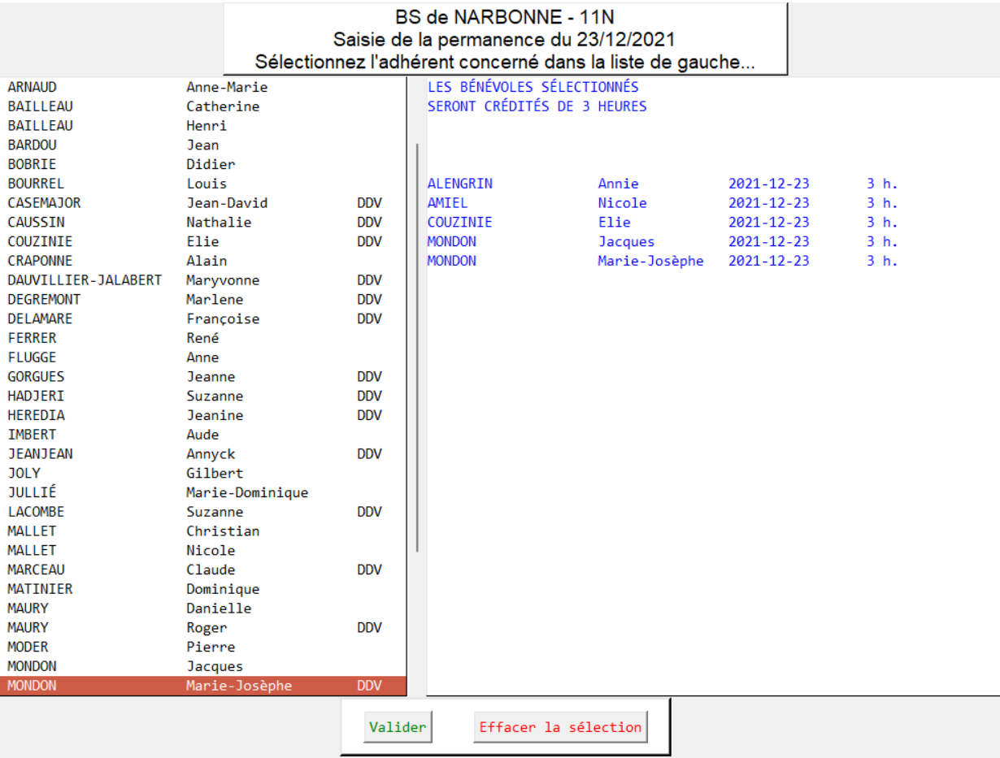 BS de NARBONNE - 11N
Saisie de la permanence du 23/12/2021
Sélectionnez l'adhérent concerné dans la liste de gauche...
ARNAUD Anne-Marie
BAILLEAU Catherine
BAILLEAU Henri
BARDOU Jean
BOBRIE Didier
BOURREL Louis
CASEMAJOR Jean-David DDV
CAUSSIN Nathalie DDV
COUZINIE Elie DDV
CRAPONNE Alain
DAUVILLIER-JALABERT Maryvonne DDV
DEGREMONT Marlene DDV
DELAMARE Françoise DDV
FERRER René
FLUGGE Anne
GORGUES Jeanne DDV
HADJERI Suzanne DDV
HEREDIA Jeanine DDV
IMBERT Aude
JEANJEAN Annyck DDV
JOLY Gilbert
JULLIÉ Marie-Dominique
LACOMBE Suzanne DDV
MALLET Christian
MALLET Nicole
MARCEAU Claude DDV
MATINIER Dominique
MAURY Danielle
MAURY Roger DDV
MODER Pierre
MONDON Jacques
MONDON Marie-Josèphe DDV
LES BÉNÉVOLES SÉLECTIONNÉS
SERONT CRÉDITÉS DE 3 HEURES
ALENGRIN Annie 2021-12-23 3 h.
AMIEL Nicole 2021-12-23 3 h.
COUZINIE Elie 2021-12-23 3 h.
MONDON Jacques 2021-12-23 3 h.
MONDON Marie-Josèphe 2021-12-23 3 h.
Valider
Effacer la sélection